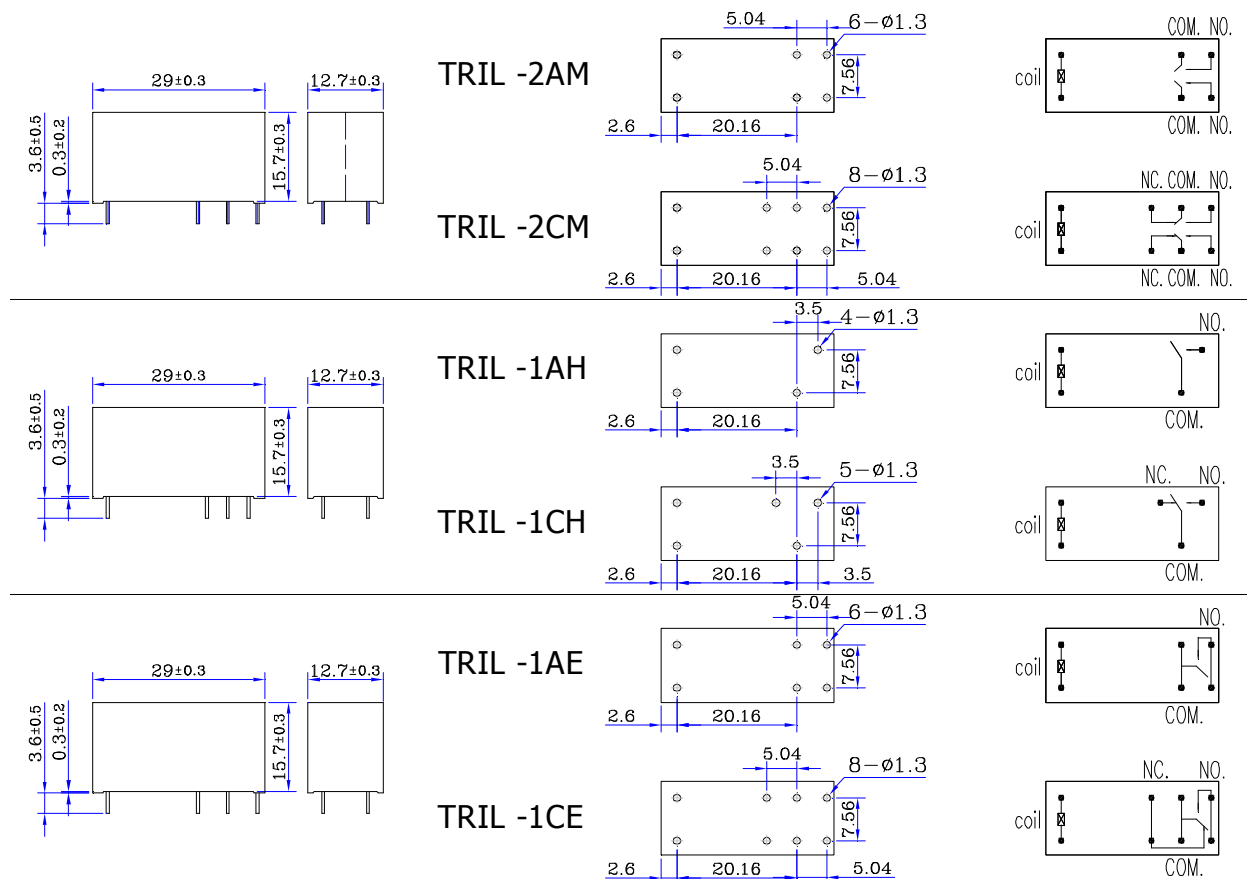 5.04 6-ø1.3
COM. NO.
29±0.3 12.7±0.3
TRIL -2AM
7.56
coil
3.6±0.5
0.3±0.2
15.7±0.3
2.6 20.16
COM. NO.
5.04 8-ø1.3
NC. COM. NO.
TRIL -2CM
7.56
coil
2.6 20.16 5.04
NC. COM. NO.
3.5 4-ø1.3
NO.
TRIL -1AH
7.56
coil
29±0.3 12.7±0.3
2.6 20.16
COM.
3.6±0.5
0.3±0.2
15.7±0.3
3.5 5-ø1.3
NC. NO.
TRIL -1CH
7.56
coil
2.6 20.16 3.5
COM.
5.04 6-ø1.3
NO.
TRIL -1AE
7.56
coil
29±0.3 12.7±0.3
2.6 20.16
COM.
3.6±0.5
0.3±0.2
15.7±0.3
5.04 8-ø1.3
NC. NO.
TRIL -1CE
7.56
coil
2.6 20.16 5.04
COM.